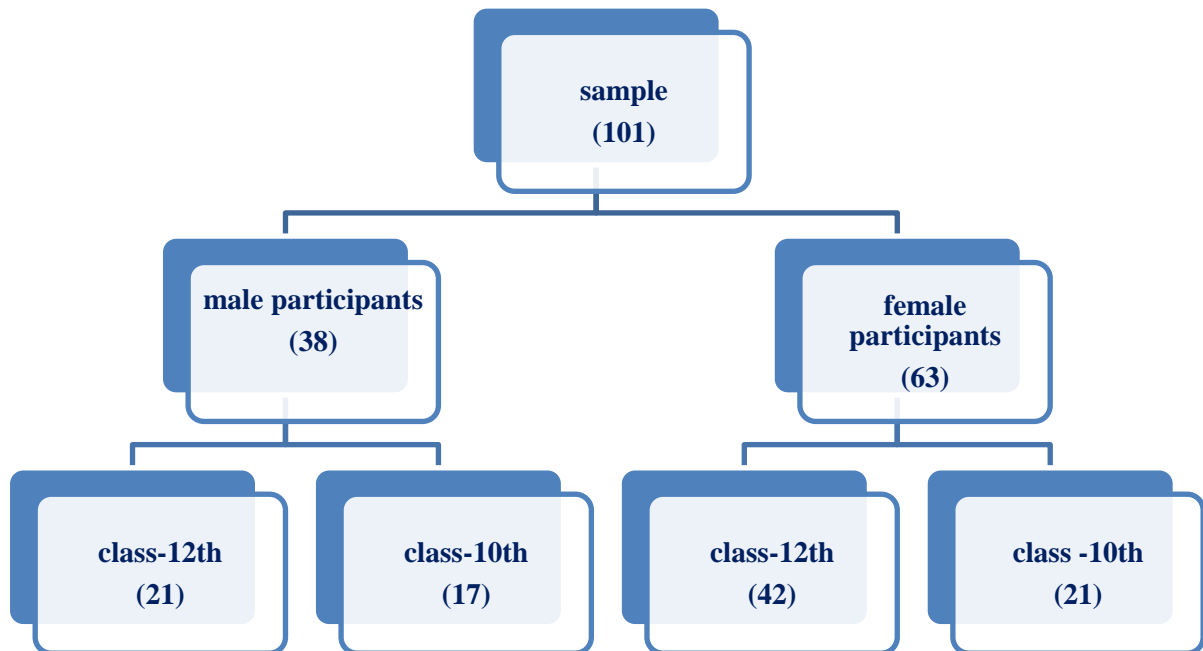 sample
(101)
male participants
(38)
female
participants
(63)
class-12th
(21)
class-10th
(17)
class-12th
(42)
class -10th
(21)